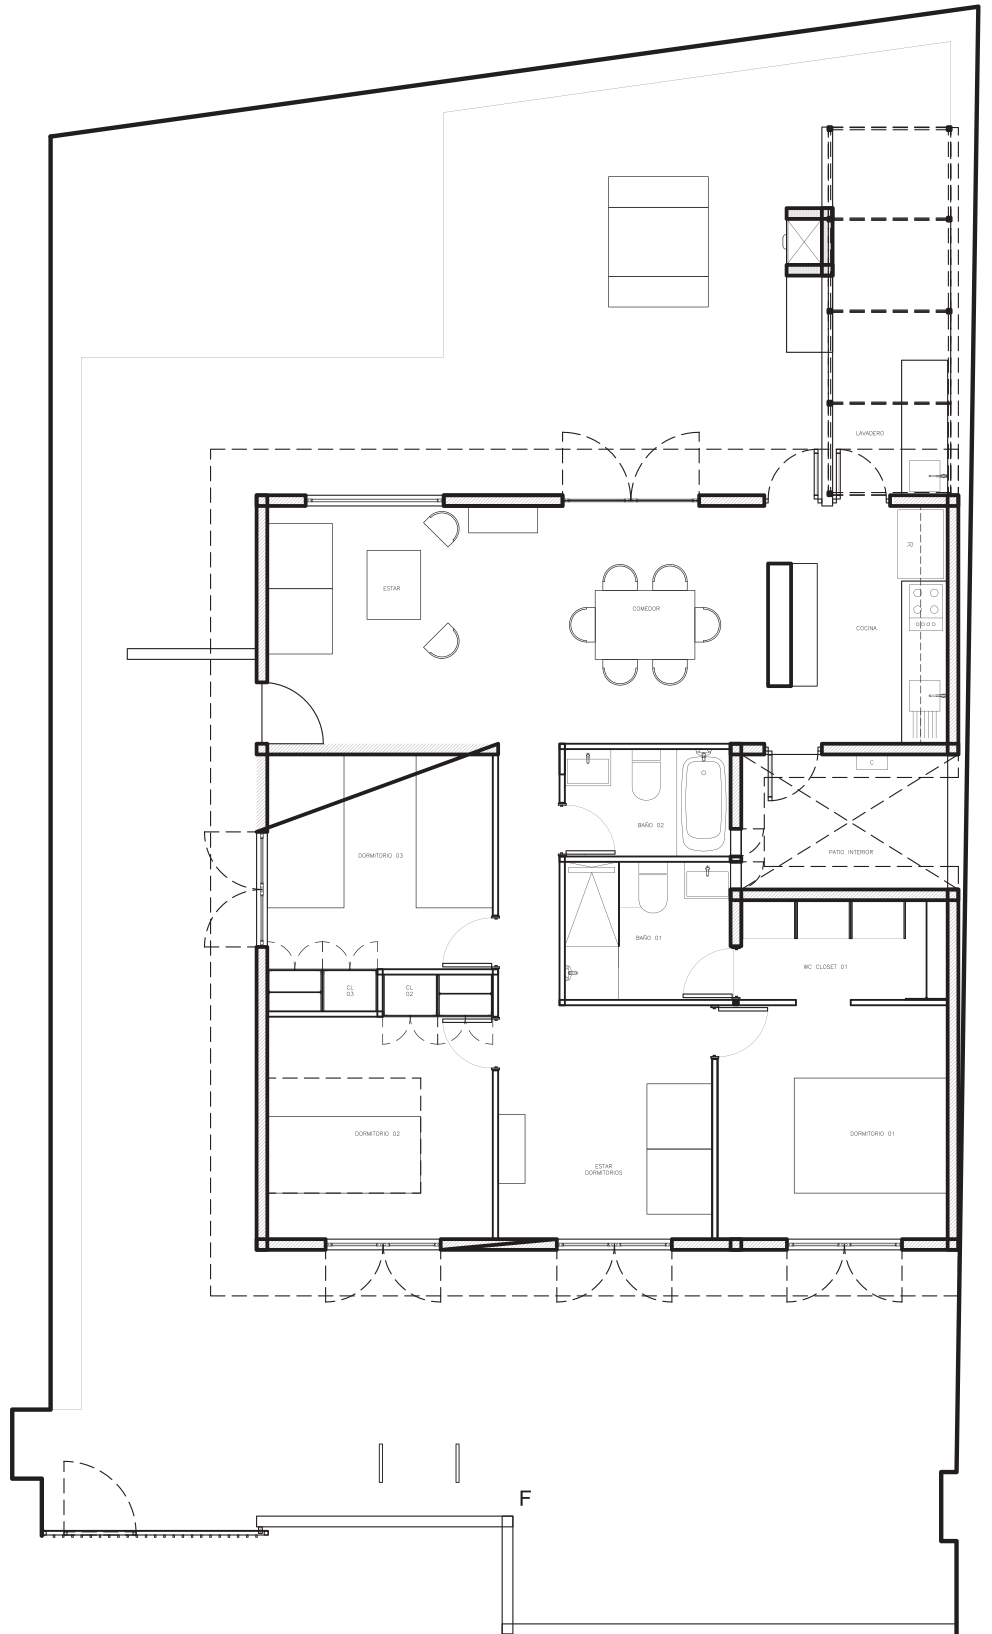 LAVADERO
R
ESTAR
COMEDOR
COCINA
C
BAÑO 02
PATIO INTERIOR
DORMITORIO 03
BAÑO 01
WC CLOSET 01
CL
03
CL
02
DORMITORIO 02
DORMITORIO 01
ESTAR
DORMITORIOS
F